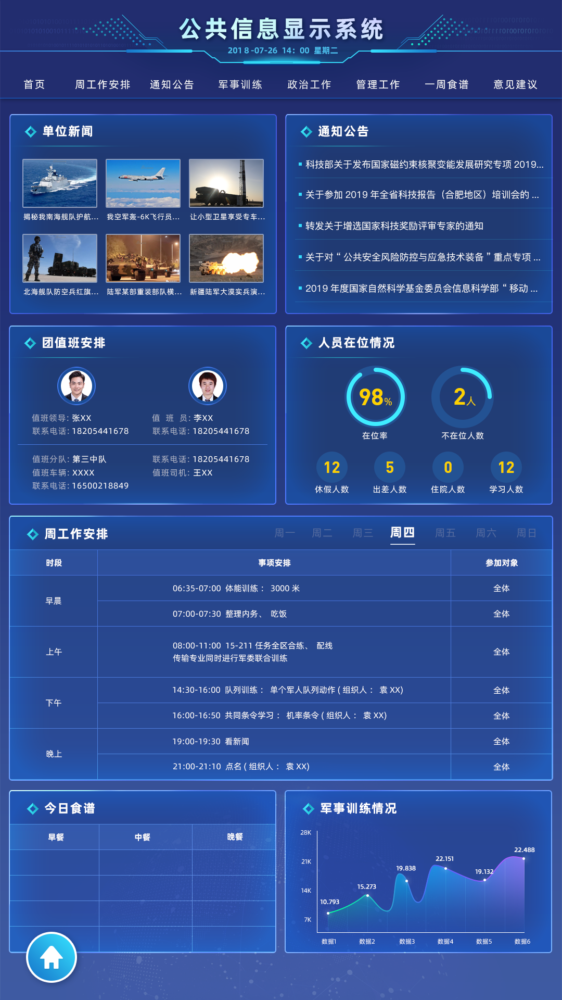 公共信息显示系统
2018-07-26 14：00 星期二
首页 周工作安排 通知公告 军事训练 政治工作 管理工作 一周食谱 意见建议
单位新闻
揭秘我南海舰队护航... 我空军轰-6K飞行员... 让小型卫星享受专车...
北海舰队防空兵红旗... 陆军某部重装部队横... 新疆陆军大漠实兵演...
通知公告
科技部关于发布国家磁约束核聚变能发展研究专项 2019...
关于参加 2019 年全省科技报告（合肥地区）培训会的 ...
转发关于增选国家科技奖励评审专家的通知
关于对 “ 公共安全风险防控与应急技术装备 ” 重点专项 ...
2019 年度国家自然科学基金委员会信息科学部 “ 移动 ...
团值班安排
值班领导: 张XX 值 班 员: 李XX
联系电话: 18205441678 联系电话: 18205441678
值班分队: 第三中队 联系电话: 18205441678
值班车辆: XXXX 值班司机: 王XX
联系电话: 16500218849
人员在位情况
98% 2人
在位率 不在位人数
12 5 0 12
休假人数 出差人数 住院人数 学习人数
周工作安排 周一 周二 周三 周四 周五 周六 周日
时段 事项安排 参加对象
早晨
06:35-07:00 体能训练： 3000 米 全体
07:00-07:30 整理内务、 吃饭 全体
上午
08:00-11:00 15-211 任务全区合练、 配线
传输专业同时进行军委联合训练
全体
下午
14:30-16:00 队列训练： 单个军人队列动作 ( 组织人： 袁 XX) 全体
16:00-16:50 共同条令学习： 机率条令 ( 组织人： 袁 XX) 全体
晚上
19:00-19:30 看新闻 全体
21:00-21:10 点名 ( 组织人： 袁 XX) 全体
今日食谱
早餐 中餐 晚餐
军事训练情况
28K
21K
14K
7K
10.793 15.273 19.838 22.151 19.132 22.488
数据1 数据2 数据3 数据4 数据5 数据6